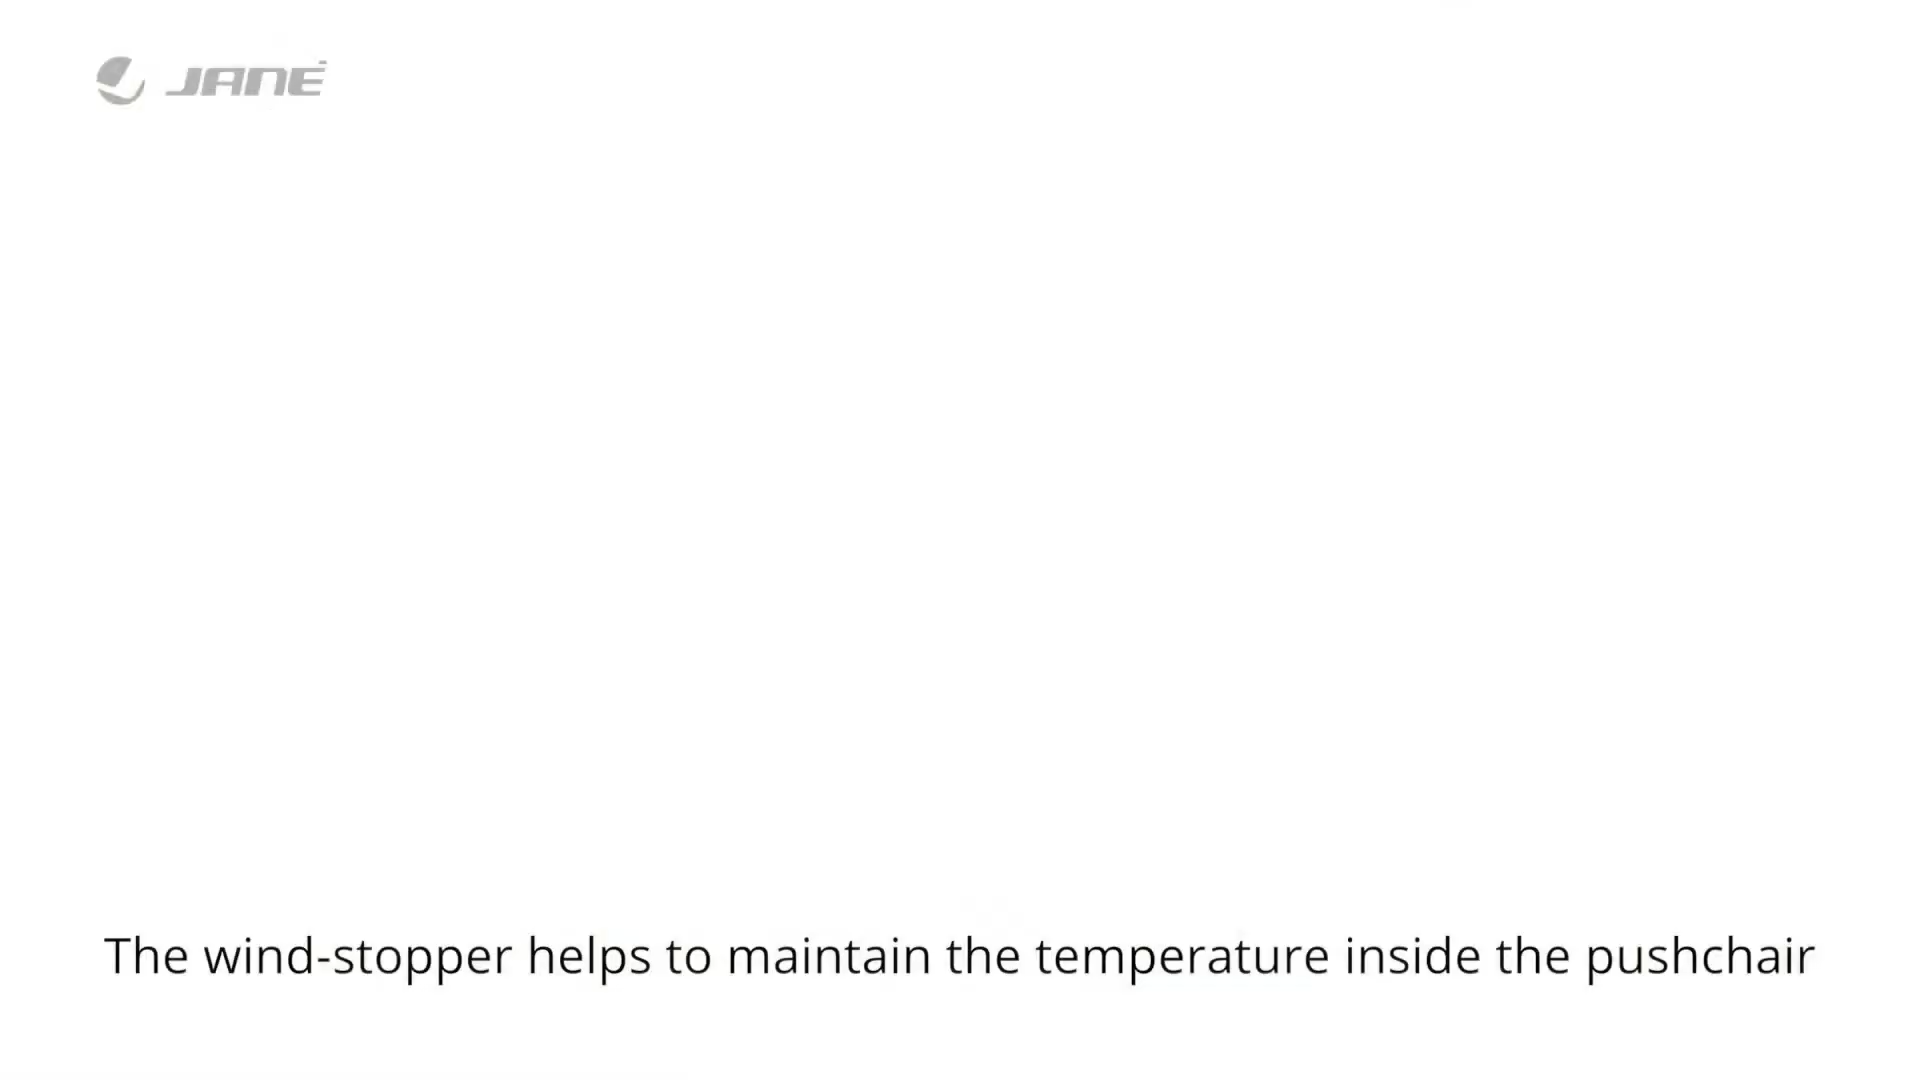 JANÉ
The wind-stopper helps to maintain the temperature inside the pushchair